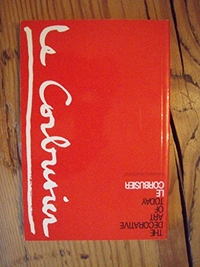 Le Corbusier
THE
DECORATIVE
ART
OF
TODAY
LE
CORBUSIER